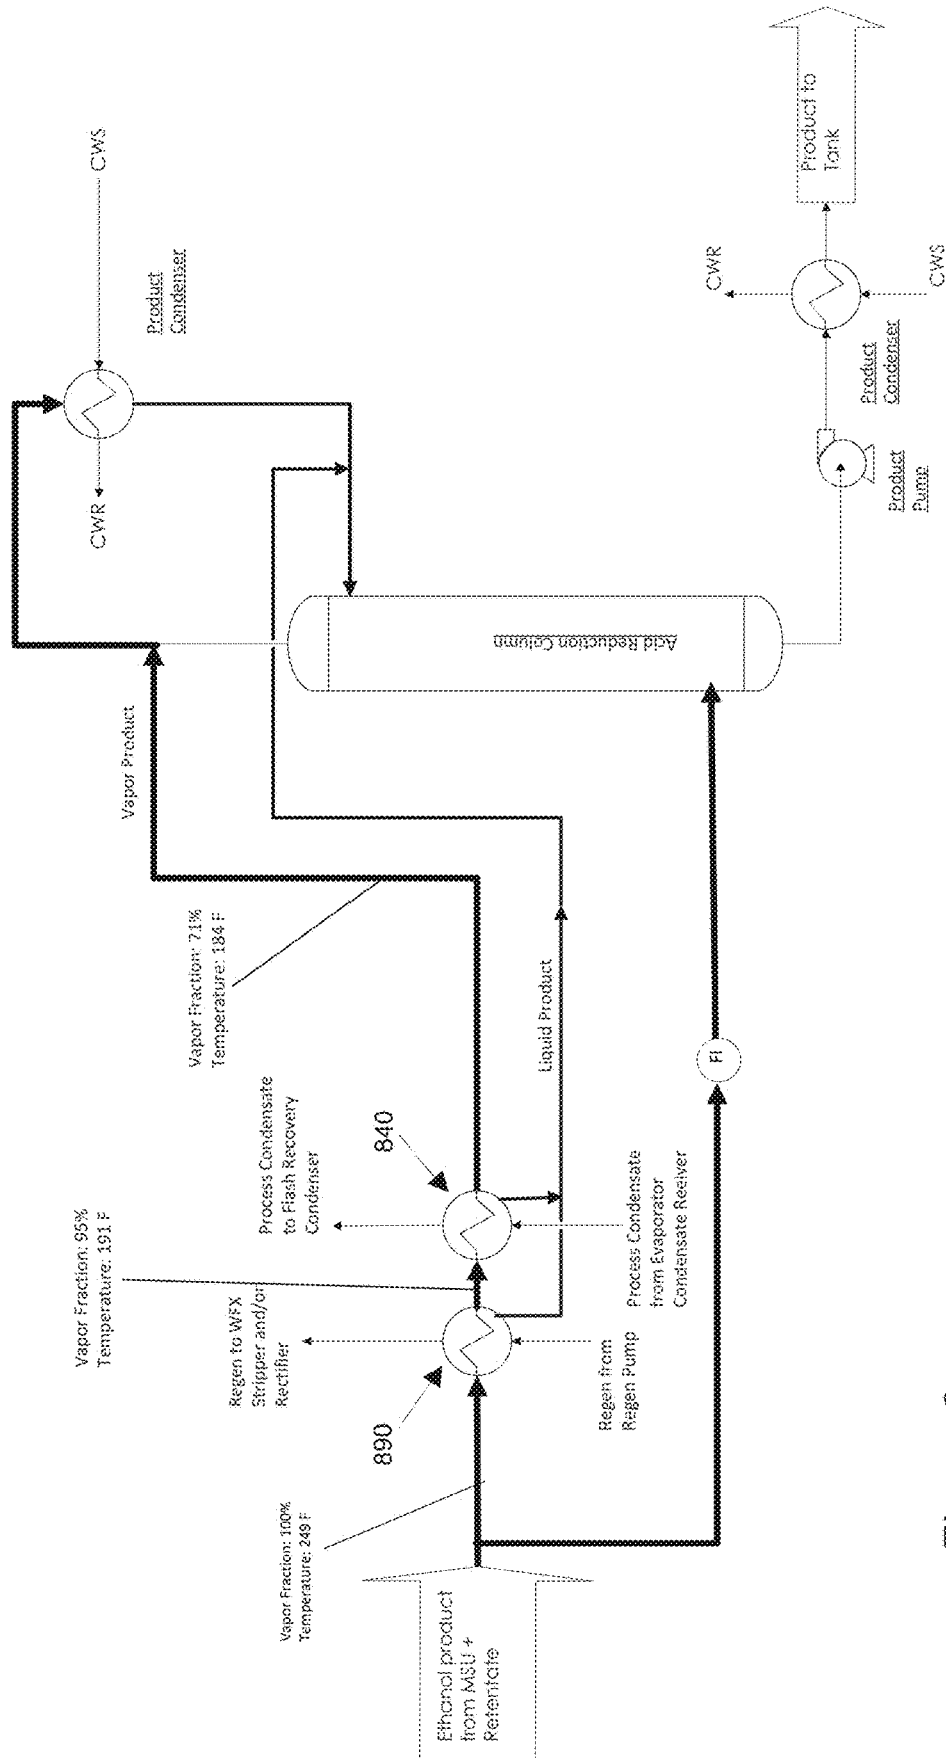 Ethanol product
from MSU +
Retentate
Vapor Fraction: 100%
Temperature: 249 F
890
Regen to WFX
Stripper and/or
Rectifier
Regen from
Regen Pump
Vapor Fraction: 95%
Temperature: 191 F
840
Process Condensate
to Flash Recovery
Condenser
Process Condensate
from Evaporator
Condensate Reeiver
Vapor Fraction: 71%
Temperature: 184 F
Liquid Product
FI
Vapor Product
Acid Reduction Column
CWR
CWS
Product
Condenser
Product
Pump
Product
Condenser
CWR
CWS
Product to
Tank